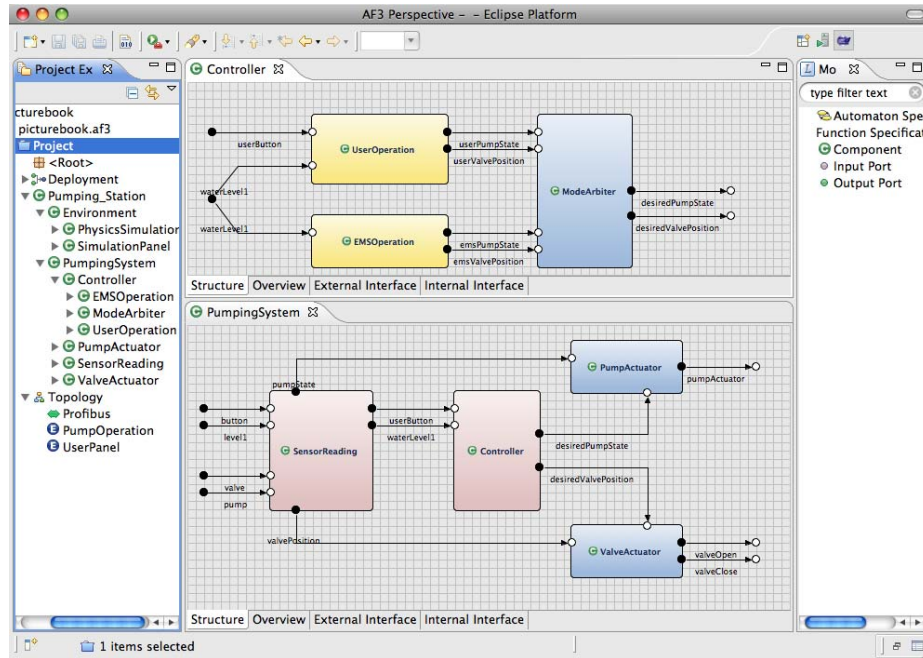 AF3 Perspective – – Eclipse Platform
010
Project Ex
cturebook
picturebook.af3
Project
<Root>
Deployment
Pumping_Station
Environment
PhysicsSimulation
SimulationPanel
PumpingSystem
Controller
EMSOperation
ModeArbiter
UserOperation
PumpActuator
SensorReading
ValveActuator
Topology
Profibus
PumpOperation
UserPanel
Controller
userButton
waterLevel1
waterLevel1
UserOperation
EMSOperation
userPumpState
userValvePosition
emsPumpState
emsValvePosition
ModeArbiter
desiredPumpState
desiredValvePosition
Structure Overview External Interface Internal Interface
PumpingSystem
pumpState
button
level1
valve
pump
valvePosition
SensorReading
userButton
waterLevel1
Controller
desiredPumpState
desiredValvePosition
PumpActuator
pumpActuator
ValveActuator
valveOpen
valveClose
Structure Overview External Interface Internal Interface
Mo
type filter text
Automaton Spe
Function Specificat
Component
Input Port
Output Port
1 items selected